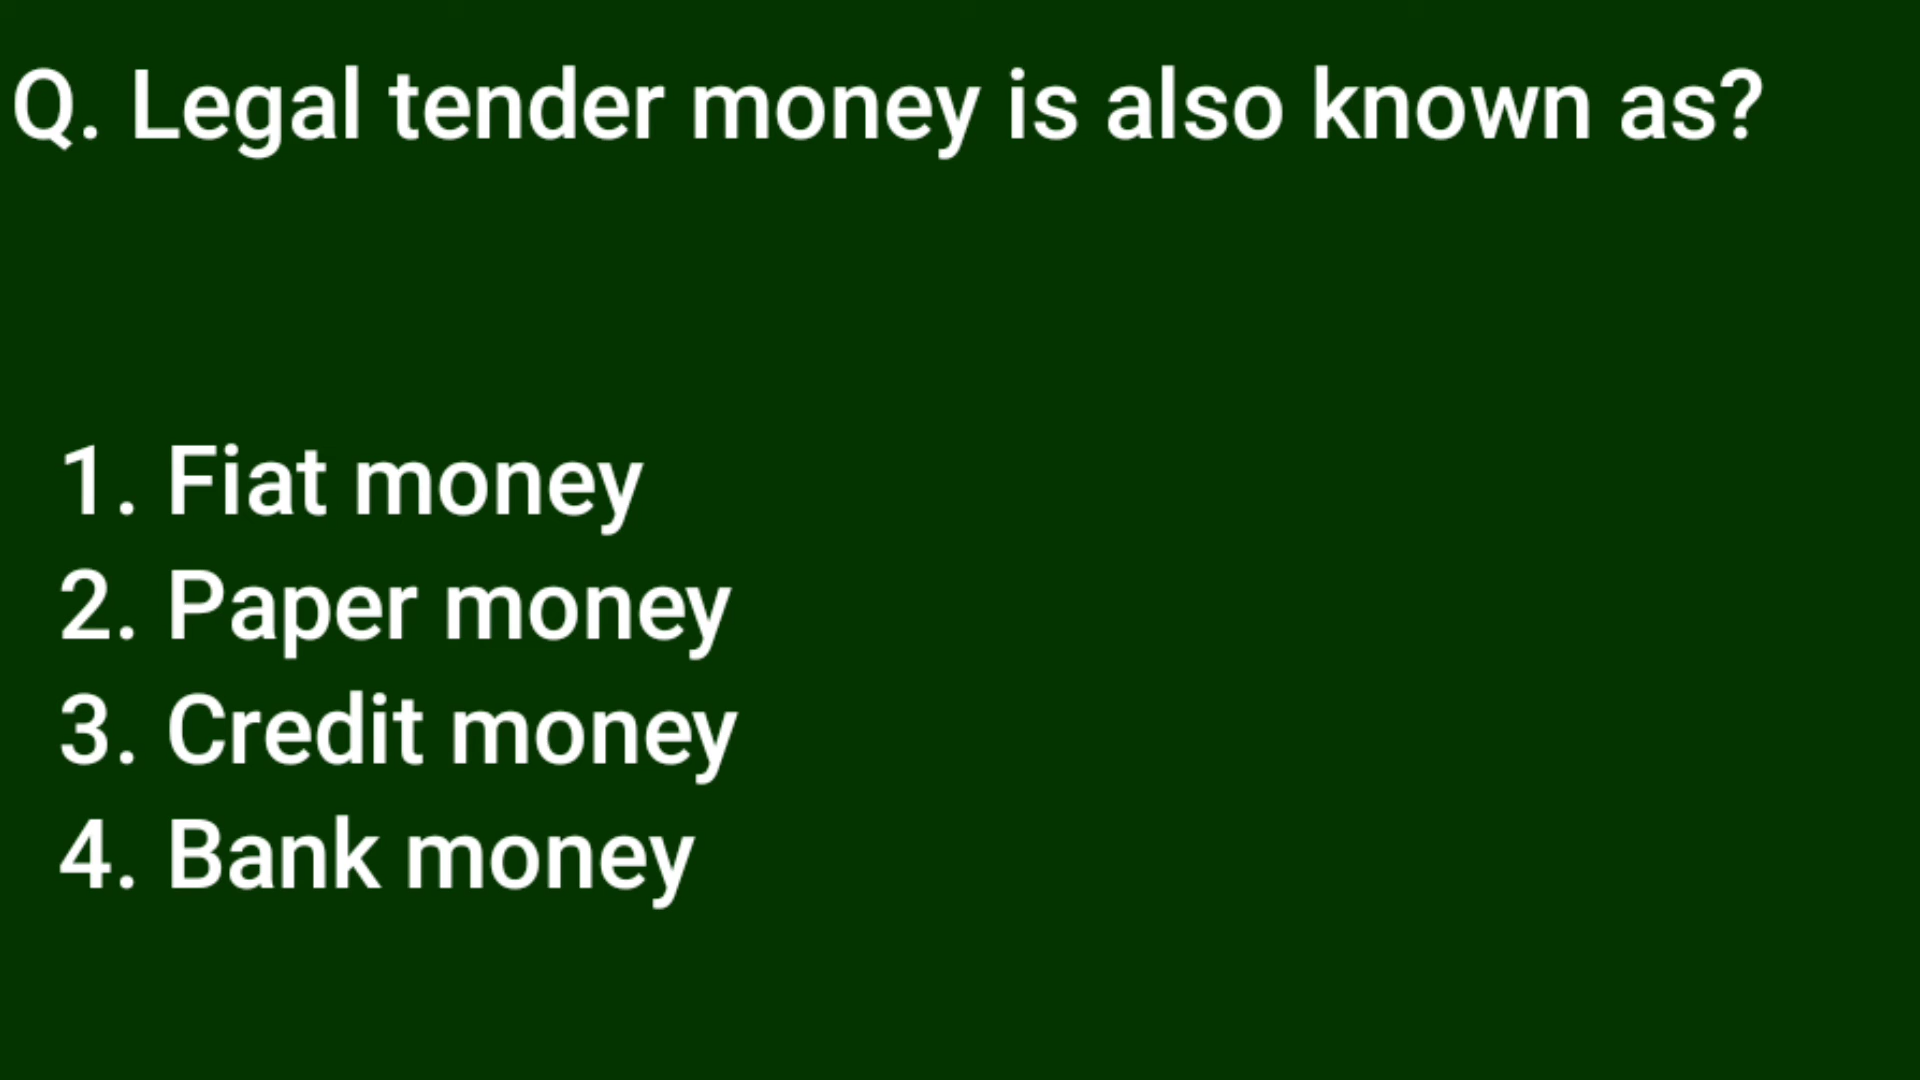 Q. Legal tender money is also known as?
1. Fiat money
2. Paper money
3. Credit money
4. Bank money